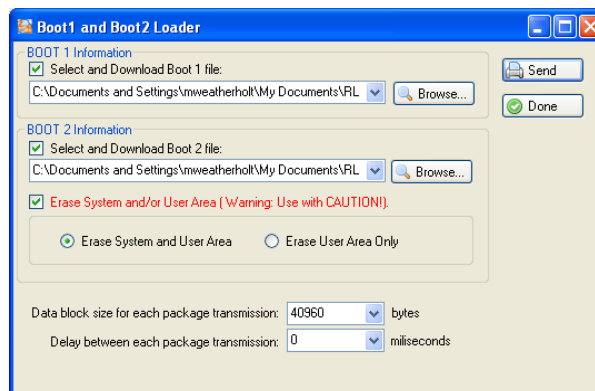 Boot1 and Boot2 Loader
BOOT 1 Information
Select and Download Boot 1 file:
C:\Documents and Settings\mweatherholt\My Documents\RL
Browse...
Send
Done
BOOT 2 Information
Select and Download Boot 2 file:
C:\Documents and Settings\mweatherholt\My Documents\RL
Browse...
Erase System and/or User Area ( Warning: Use with CAUTION!).
Erase System and User Area
Erase User Area Only
Data block size for each package transmission: 40960 bytes
Delay between each package transmission: 0 miliseconds